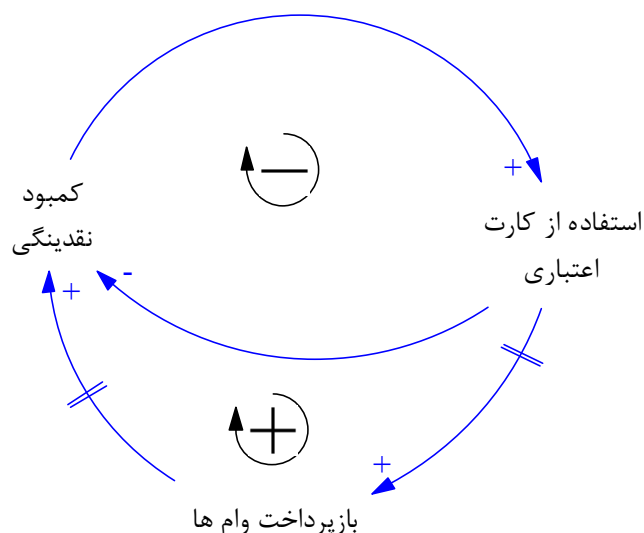 +
کمبود
نقدینگی
استفاده از کارت
اعتباری
-
+
+
بازپرداخت وام ها